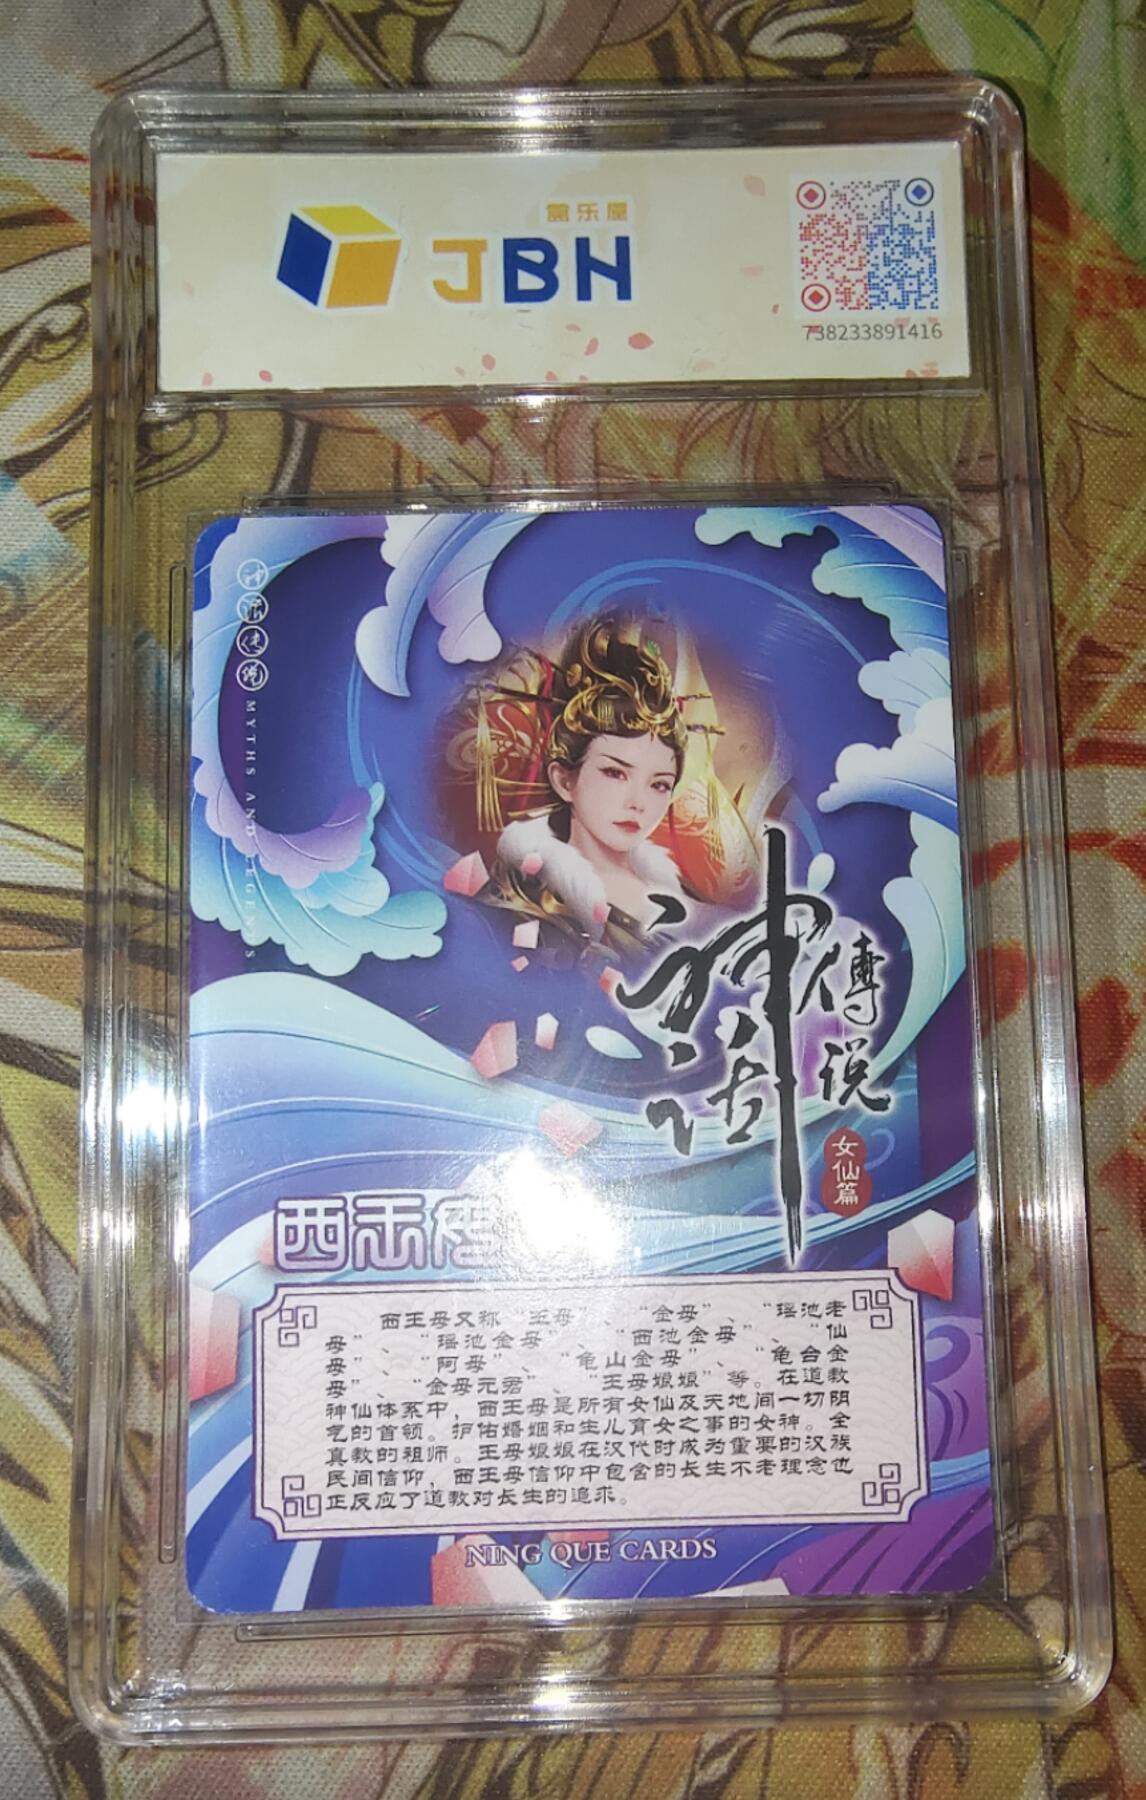 乐屋
JBH
738233891416
神话传说
MYTHS AND LEGENDS
神话
傳说
女仙篇
西王母
西王母又称“王母”、“金母”、“瑶池老
母”、“瑶池金母”、“西池金母”、“仙
母”、“阿母”、“龟山金母”、“龟台金
母”、“金母元君”、“王母娘娘”等。在道教
神仙体系中，西王母是所有女仙及天地间一切阴
气的首领。护佑婚姻和生儿育女之事的女神。全
真教的祖师。王母娘娘在汉代时成为重要的汉族
民间信仰，西王母信仰中包含的长生不老理念也
正反应了道教对长生的追求。
NING QUE CARDS